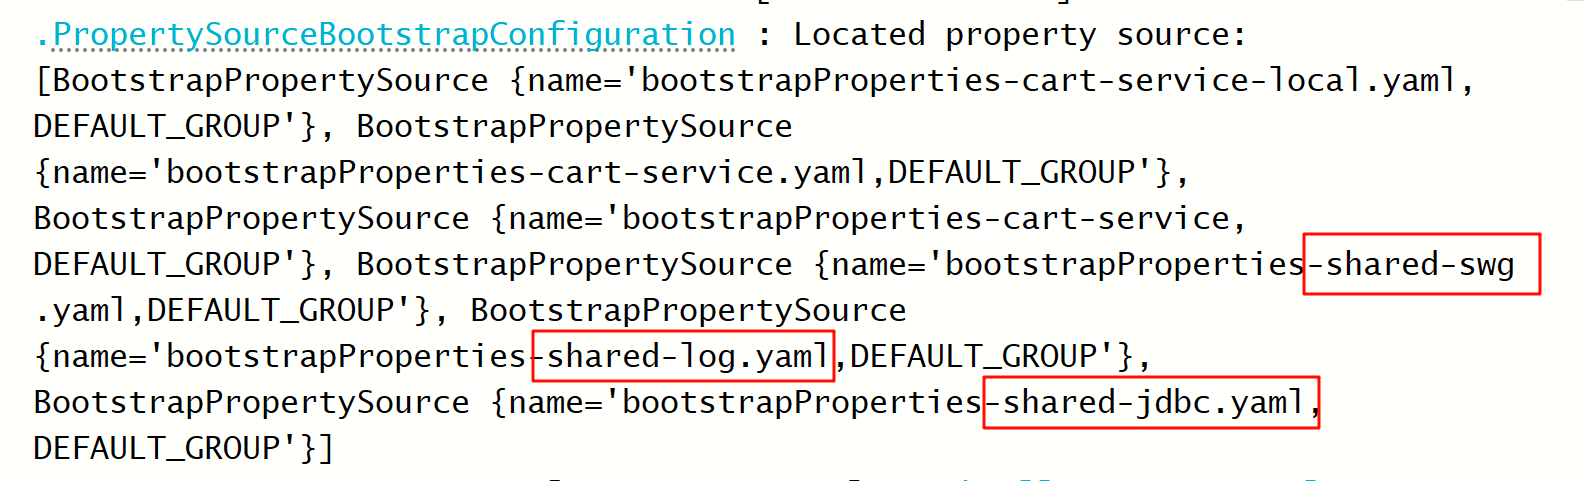 .PropertySourceBootstrapConfiguration : Located property source:
[BootstrapPropertySource {name='bootstrapProperties-cart-service-local.yaml,
DEFAULT_GROUP'}, BootstrapPropertySource
{name='bootstrapProperties-cart-service.yaml,DEFAULT_GROUP'},
BootstrapPropertySource {name='bootstrapProperties-cart-service,
DEFAULT_GROUP'}, BootstrapPropertySource {name='bootstrapProperties-shared-swg
.yaml,DEFAULT_GROUP'}, BootstrapPropertySource
{name='bootstrapProperties-shared-log.yaml,DEFAULT_GROUP'},
BootstrapPropertySource {name='bootstrapProperties-shared-jdbc.yaml,
DEFAULT_GROUP'}]